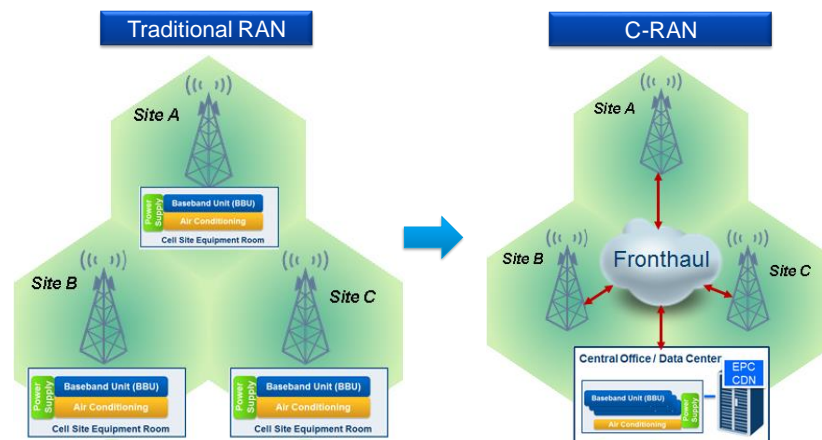 Traditional RAN
C-RAN
Site A
Power Supply
Baseband Unit (BBU)
Air Conditioning
Cell Site Equipment Room
Site B
Power Supply
Baseband Unit (BBU)
Air Conditioning
Cell Site Equipment Room
Site C
Power Supply
Baseband Unit (BBU)
Air Conditioning
Cell Site Equipment Room
Site A
Site B
Fronthaul
Site C
Central Office / Data Center
EPC
CDN
Baseband Unit (BBU)
Air Conditioning
Power Supply